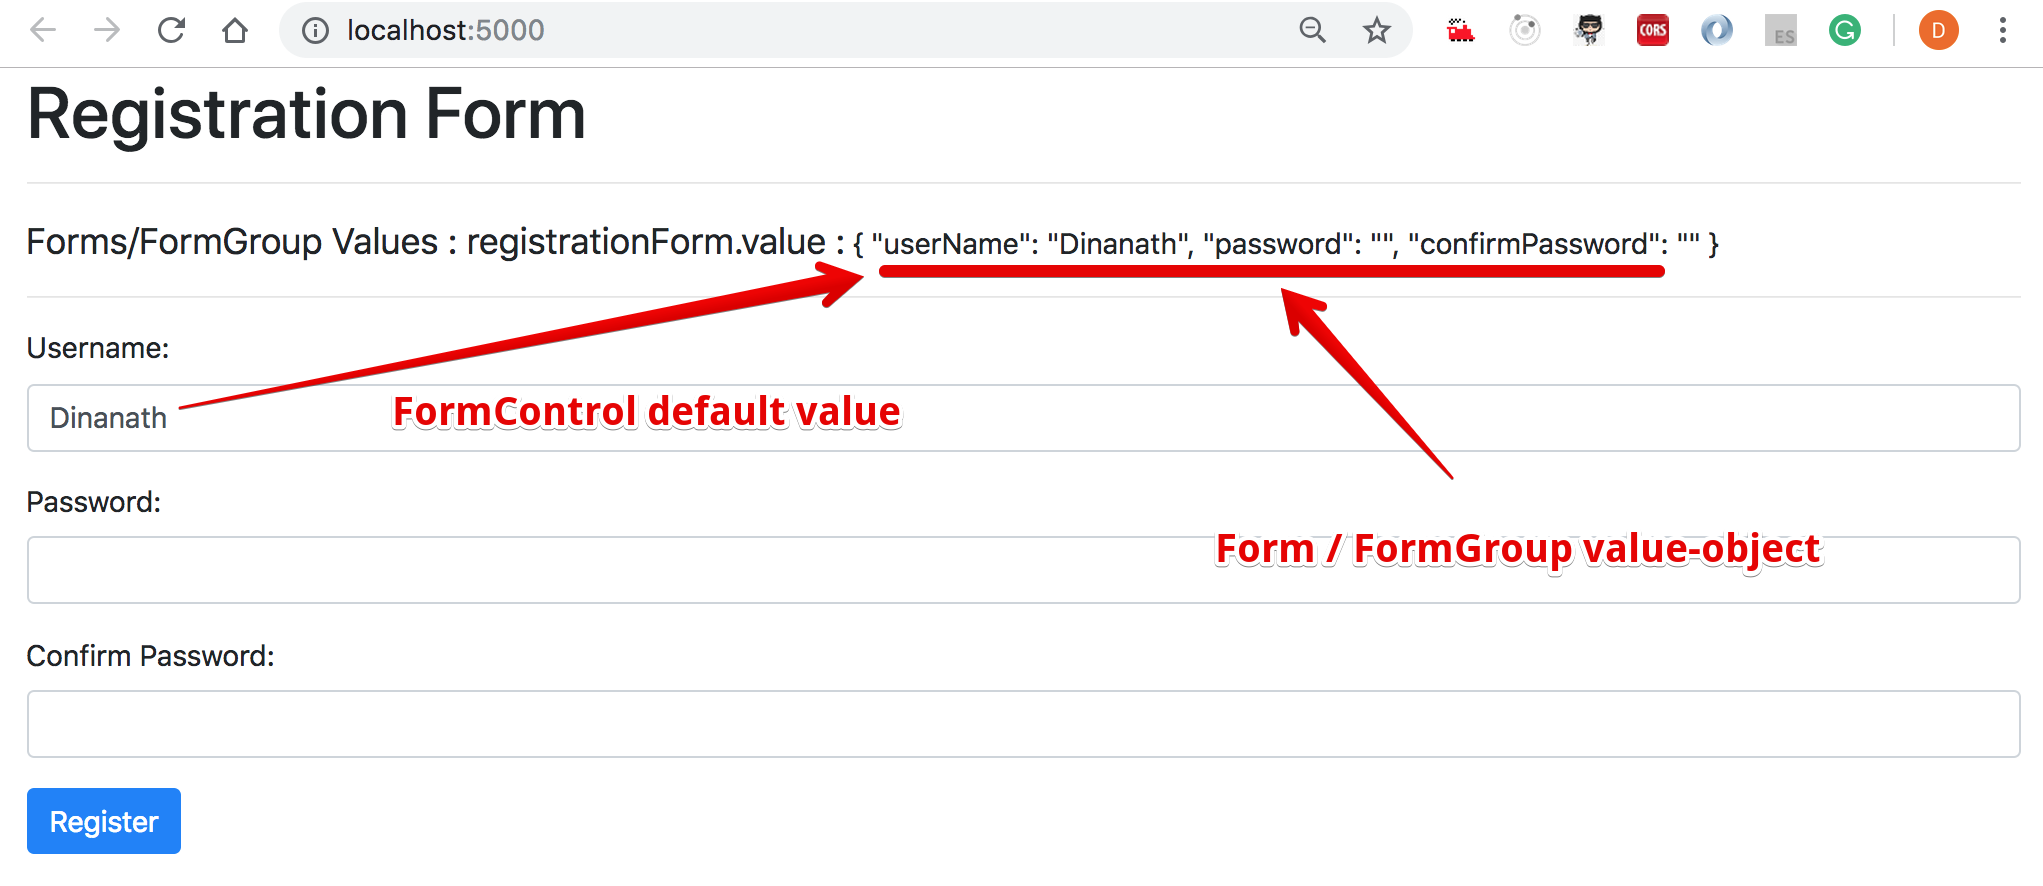 localhost:5000
CORS
ES
G
D
Registration Form
Forms/FormGroup Values : registrationForm.value : { "userName": "Dinanath", "password": "", "confirmPassword": "" }
Username:
Dinanath
FormControl default value
Password:
Form / FormGroup value-object
Confirm Password:
Register